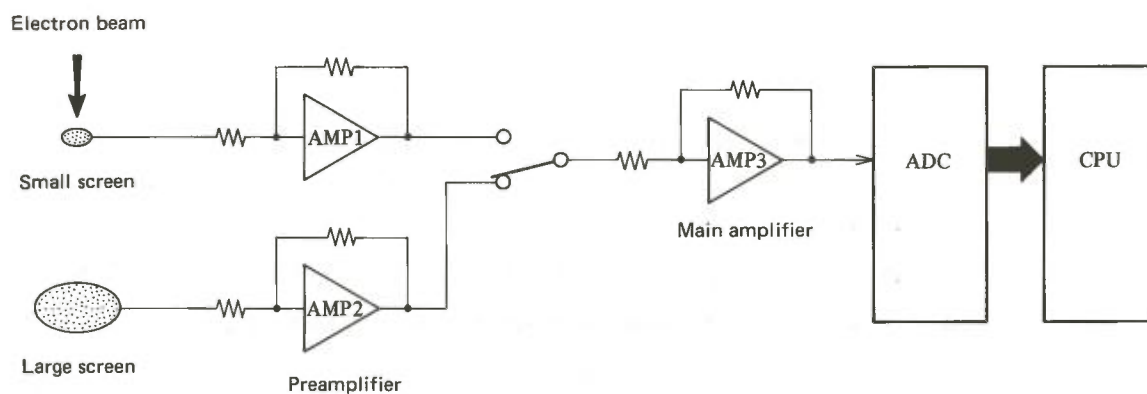 Electron beam
Small screen
AMP1
AMP3
ADC
CPU
Main amplifier
AMP2
Large screen
Preamplifier